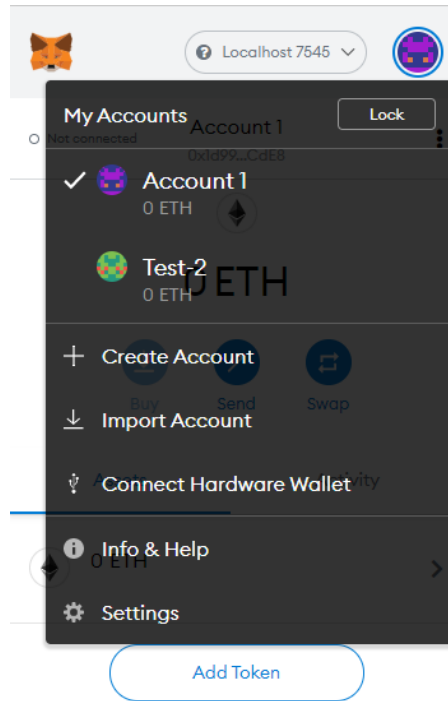 Localhost 7545
My Accounts
Lock
Not connected
Account 1
0x1d99...CdE8
Account 1
0 ETH
Test-2
0 ETH
0 ETH
Create Account
Buy
Send
Swap
Import Account
Assets
Activity
Connect Hardware Wallet
Info & Help
0 ETH
Settings
Add Token